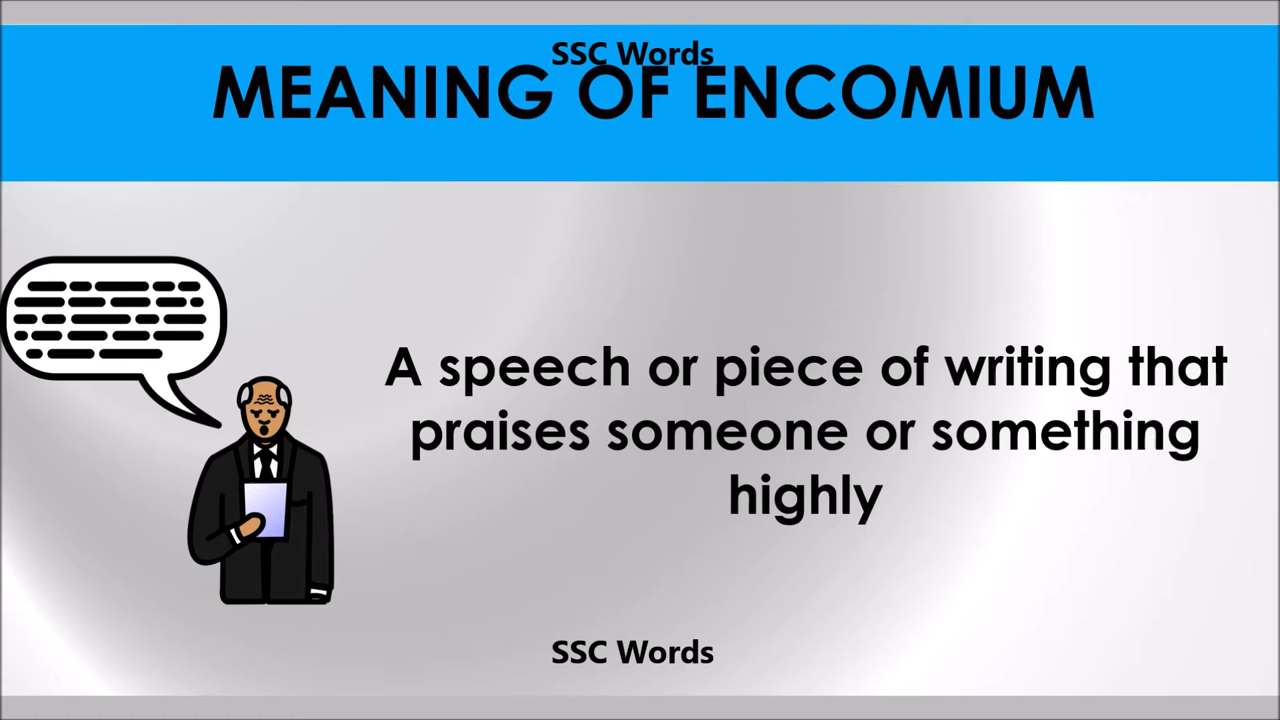 SSC Words
MEANING OF ENCOMIUM
A speech or piece of writing that
praises someone or something
highly
SSC Words